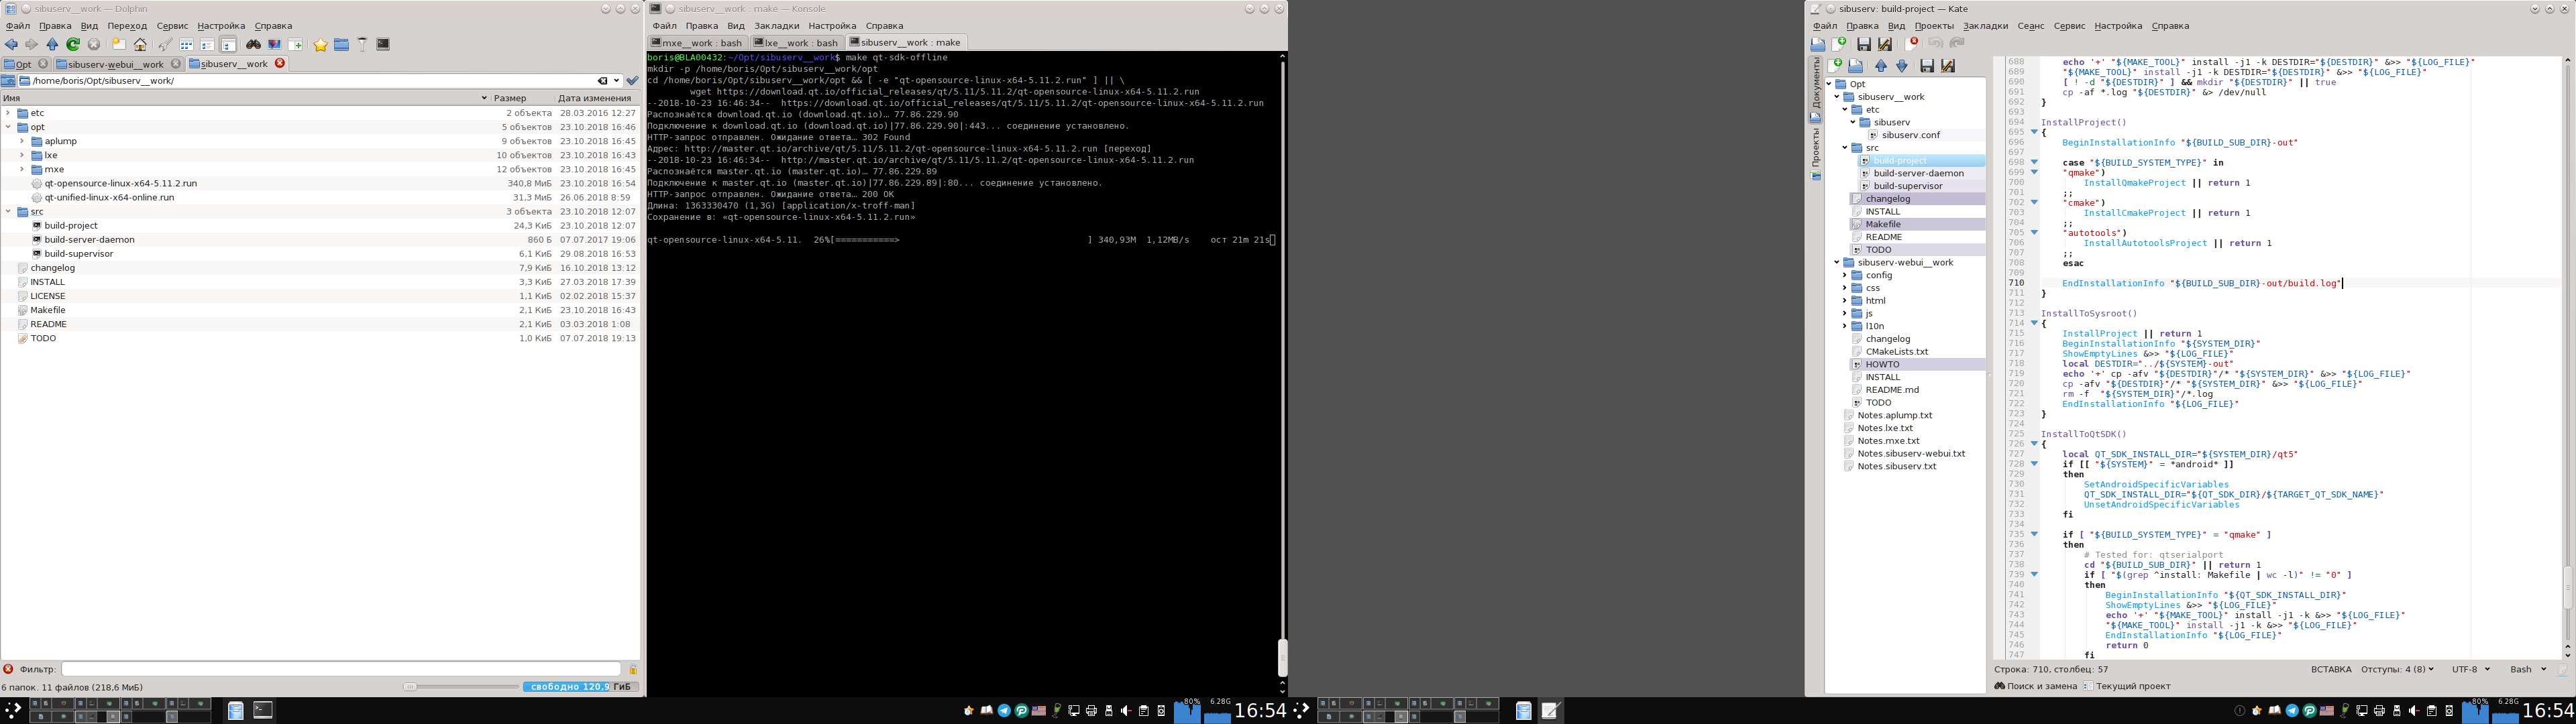 sibuserv__work — Dolphin
Файл Правка Вид Переход Сервис Настройка Справка
Opt sibuserv-webui__work sibuserv__work
/home/boris/Opt/sibuserv__work/
Имя Размер Дата изменения
etc 2 объекта 28.03.2016 12:27
opt 5 объектов 23.10.2018 16:46
aplump 9 объектов 23.10.2018 16:45
lxe 10 объектов 23.10.2018 16:43
mxe 12 объектов 23.10.2018 16:45
qt-opensource-linux-x64-5.11.2.run 340,8 МиБ 23.10.2018 16:54
qt-unified-linux-x64-online.run 31,3 МиБ 26.06.2018 8:59
src 3 объекта 23.10.2018 12:07
build-project 24,3 КиБ 23.10.2018 12:07
build-server-daemon 860 Б 07.07.2017 19:06
build-supervisor 6,1 КиБ 29.08.2018 16:53
changelog 7,9 КиБ 16.10.2018 13:12
INSTALL 3,3 КиБ 27.03.2018 17:39
LICENSE 1,1 КиБ 02.02.2018 15:37
Makefile 2,1 КиБ 23.10.2018 16:43
README 2,1 КиБ 03.03.2018 1:08
TODO 1,0 КиБ 07.07.2018 19:13
Фильтр:
6 папок. 11 файлов (218,6 МиБ) свободно 120,9 ГиБ
sibuserv__work : make — Konsole
Файл Правка Вид Закладки Настройка Справка
mxe__work : bash lxe__work : bash sibuserv__work : make
boris@BLA00432:~/Opt/sibuserv__work$ make qt-sdk-offline
mkdir -p /home/boris/Opt/sibuserv__work/opt
cd /home/boris/Opt/sibuserv__work/opt && [ -e "qt-opensource-linux-x64-5.11.2.run" ] || \
wget https://download.qt.io/official_releases/qt/5.11/5.11.2/qt-opensource-linux-x64-5.11.2.run
--2018-10-23 16:46:34-- https://download.qt.io/official_releases/qt/5.11/5.11.2/qt-opensource-linux-x64-5.11.2.run
Распознаётся download.qt.io (download.qt.io)… 77.86.229.90
Подключение к download.qt.io (download.qt.io)|77.86.229.90|:443... соединение установлено.
HTTP-запрос отправлен. Ожидание ответа… 302 Found
Адрес: http://master.qt.io/archive/qt/5.11/5.11.2/qt-opensource-linux-x64-5.11.2.run [переход]
--2018-10-23 16:46:34-- http://master.qt.io/archive/qt/5.11/5.11.2/qt-opensource-linux-x64-5.11.2.run
Распознаётся master.qt.io (master.qt.io)… 77.86.229.89
Подключение к master.qt.io (master.qt.io)|77.86.229.89|:80... соединение установлено.
HTTP-запрос отправлен. Ожидание ответа… 200 OK
Длина: 1363330470 (1,3G) [application/x-troff-man]
Сохранение в: «qt-opensource-linux-x64-5.11.2.run»
qt-opensource-linux-x64-5.11. 26%[===========> ] 340,93M 1,12MB/s ост 21m 21s
sibuserv: build-project — Kate
Файл Правка Вид Проекты Закладки Сеанс Сервис Настройка Справка
Документы
Проекты
Opt
sibuserv__work
etc
sibuserv
sibuserv.conf
src
build-project
build-server-daemon
build-supervisor
changelog
INSTALL
Makefile
README
TODO
sibuserv-webui__work
config
css
html
js
l10n
changelog
CMakeLists.txt
HOWTO
INSTALL
README.md
TODO
Notes.aplump.txt
Notes.lxe.txt
Notes.mxe.txt
Notes.sibuserv-webui.txt
Notes.sibuserv.txt
688 echo '+' "${MAKE_TOOL}" install -j1 -k DESTDIR="${DESTDIR}" &>> "${LOG_FILE}"
689 "${MAKE_TOOL}" install -j1 -k DESTDIR="${DESTDIR}" &>> "${LOG_FILE}"
690 [ ! -d "${DESTDIR}" ] && mkdir "${DESTDIR}" || true
691 cp -af *.log "${DESTDIR}" &> /dev/null
692 }
693
694 InstallProject()
695 {
696 BeginInstallationInfo "${BUILD_SUB_DIR}-out"
697
698 case "${BUILD_SYSTEM_TYPE}" in
699 "qmake")
700 InstallQmakeProject || return 1
701 ;;
702 "cmake")
703 InstallCmakeProject || return 1
704 ;;
705 "autotools")
706 InstallAutotoolsProject || return 1
707 ;;
708 esac
709
710 EndInstallationInfo "${BUILD_SUB_DIR}-out/build.log"
711 }
712
713 InstallToSysroot()
714 {
715 InstallProject || return 1
716 BeginInstallationInfo "${SYSTEM_DIR}"
717 ShowEmptyLines &>> "${LOG_FILE}"
718 local DESTDIR="../${SYSTEM}-out"
719 echo '+' cp -afv "${DESTDIR}"/* "${SYSTEM_DIR}" &>> "${LOG_FILE}"
720 cp -afv "${DESTDIR}"/* "${SYSTEM_DIR}" &>> "${LOG_FILE}"
721 rm -f "${SYSTEM_DIR}"/*.log
722 EndInstallationInfo "${LOG_FILE}"
723 }
724
725 InstallToQtSDK()
726 {
727 local QT_SDK_INSTALL_DIR="${SYSTEM_DIR}/qt5"
728 if [[ "${SYSTEM}" = *android* ]]
729 then
730 SetAndroidSpecificVariables
731 QT_SDK_INSTALL_DIR="${QT_SDK_DIR}/${TARGET_QT_SDK_NAME}"
732 UnsetAndroidSpecificVariables
733 fi
734
735 if [ "${BUILD_SYSTEM_TYPE}" = "qmake" ]
736 then
737 # Tested for: qtserialport
738 cd "${BUILD_SUB_DIR}" || return 1
739 if [ "$(grep ^install: Makefile | wc -l)" != "0" ]
740 then
741 BeginInstallationInfo "${QT_SDK_INSTALL_DIR}"
742 ShowEmptyLines &>> "${LOG_FILE}"
743 echo '+' "${MAKE_TOOL}" install -j1 -k &>> "${LOG_FILE}"
744 "${MAKE_TOOL}" install -j1 -k &>> "${LOG_FILE}"
745 EndInstallationInfo "${LOG_FILE}"
746 return 0
747 fi
Строка: 710, столбец: 57 ВСТАВКА Отступы: 4 (8) UTF-8 Bash
Поиск и замена Текущий проект
80% 6.28G 16:54
80% 6.28G 16:54